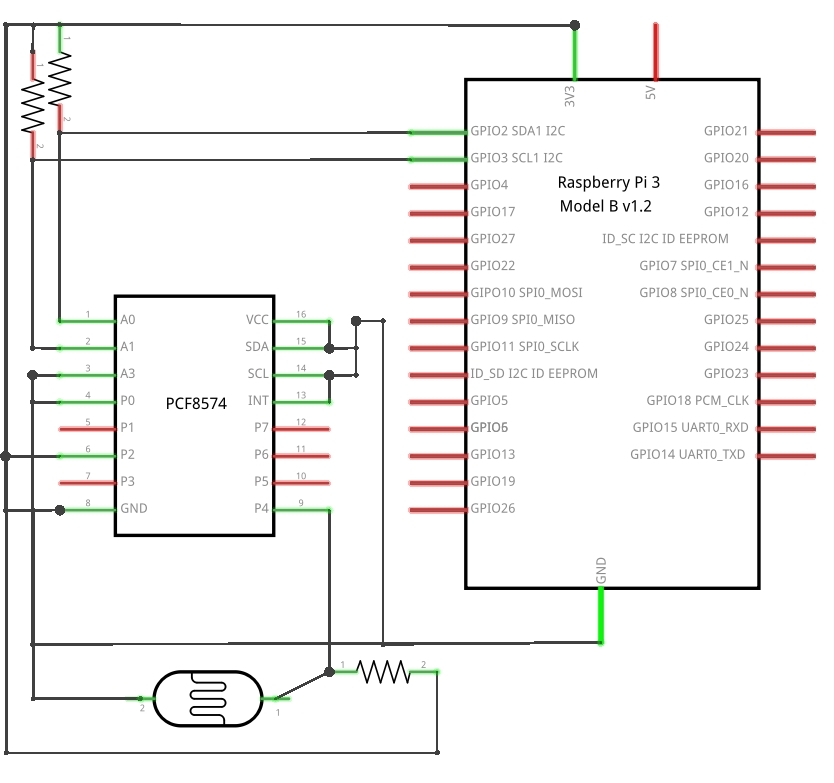 1
1
3V3
5V
2
GPIO2 SDA1 I2C
GPIO21
2
GPIO3 SCL1 I2C
GPIO20
Raspberry Pi 3
GPIO4
GPIO16
Model B v1.2
GPIO17
GPIO12
GPIO27
ID_SC I2C ID EEPROM
GPIO22
GPIO7 SPI0_CE1_N
GIPO10 SPI0_MOSI
GPIO8 SPI0_CE0_N
1 A0 VCC 16
GPIO9 SPI0_MISO
GPIO25
2 A1 SDA 15
GPIO11 SPI0_SCLK
GPIO24
3 A3 SCL 14
ID_SD I2C ID EEPROM
GPIO23
4 P0 INT 13
PCF8574
GPIO5
GPIO18 PCM_CLK
5 P1 P7 12
GPIO6
GPIO15 UART0_RXD
6 P2 P6 11
GPIO13
GPIO14 UART0_TXD
7 P3 P5 10
GPIO19
8 GND P4 9
GPIO26
GND
1 2
2 1